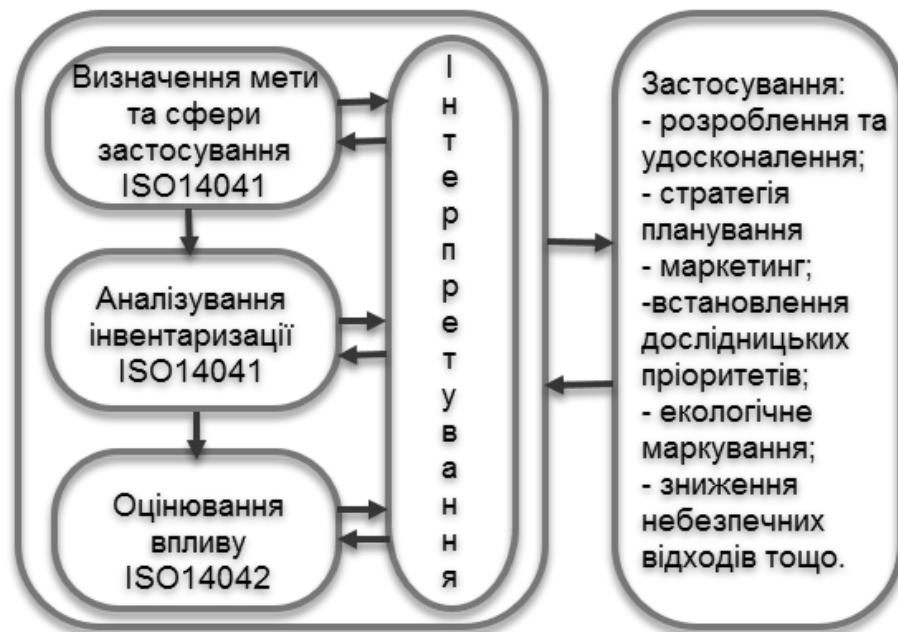 Визначення мети
та сфери
застосування
ISO14041
Аналізування
інвентаризації
ISO14041
Оцінювання
впливу
ISO14042
Інтерпретування
Застосування:
- розроблення та
удосконалення;
- стратегія
планування
- маркетинг;
-встановлення
дослідницьких
пріоритетів;
- екологічне
маркування;
- зниження
небезпечних
відходів тощо.